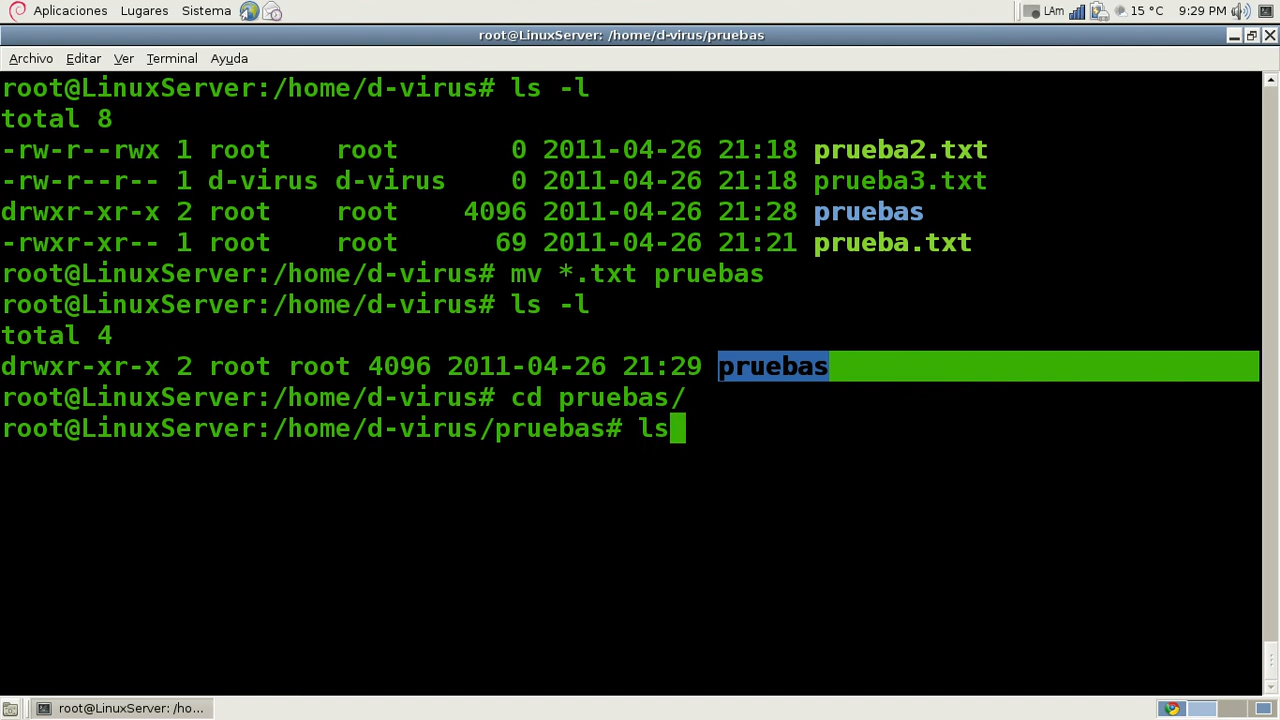 Aplicaciones Lugares Sistema LAm 15 °C 9:29 PM
root@LinuxServer: /home/d-virus/pruebas
Archivo Editar Ver Terminal Ayuda
root@LinuxServer:/home/d-virus# ls -l
total 8
-rw-r--rwx 1 root root 0 2011-04-26 21:18 prueba2.txt
-rw-r--r-- 1 d-virus d-virus 0 2011-04-26 21:18 prueba3.txt
drwxr-xr-x 2 root root 4096 2011-04-26 21:28 pruebas
-rwxr-xr-- 1 root root 69 2011-04-26 21:21 prueba.txt
root@LinuxServer:/home/d-virus# mv *.txt pruebas
root@LinuxServer:/home/d-virus# ls -l
total 4
drwxr-xr-x 2 root root 4096 2011-04-26 21:29 pruebas
root@LinuxServer:/home/d-virus# cd pruebas/
root@LinuxServer:/home/d-virus/pruebas# ls
root@LinuxServer: /ho...